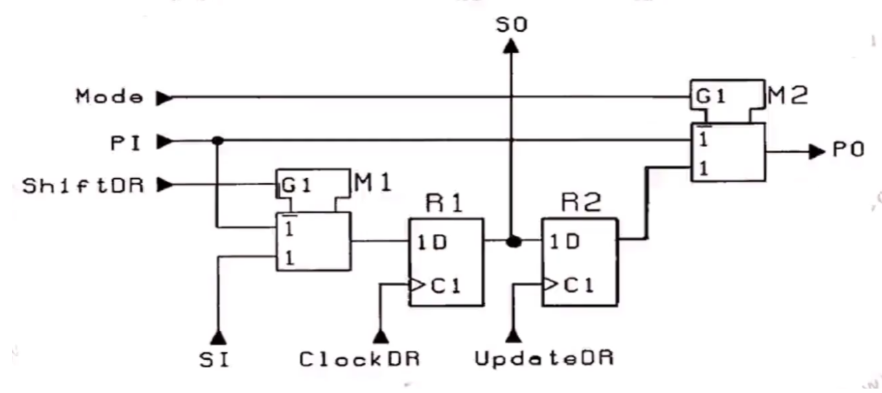 SO
Mode
G1
M2
PI
1
1
PO
ShiftDR
G1
M1
1
1
R1
1D
C1
R2
1D
C1
SI
ClockDR
UpdateDR